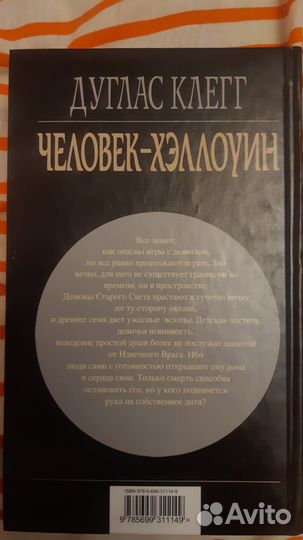 ДУГЛАС КЛЕГГ
ЧЕЛОВЕК-ХЭЛЛОУИН
Все знают,
как опасны игры с дьяволом,
но все равно продолжают играть. Зло
вечно, для него не существует границ ни во
времени, ни в пространстве.
Демоны Старого Света врастают в тучную почву
по ту сторону океана,
и древнее семя дает ужасные всходы. Детская чистота,
девичья невинность,
неведение простой души более не послужат защитой
от Извечного Врага. Ибо
люди сами с готовностью открывают ему дома
и сердца свои. Только смерть способна
остановить его, но у кого поднимется
рука на собственное дитя?
ISBN 978-5-699-31114-9
9 785699 311149 >
Avito